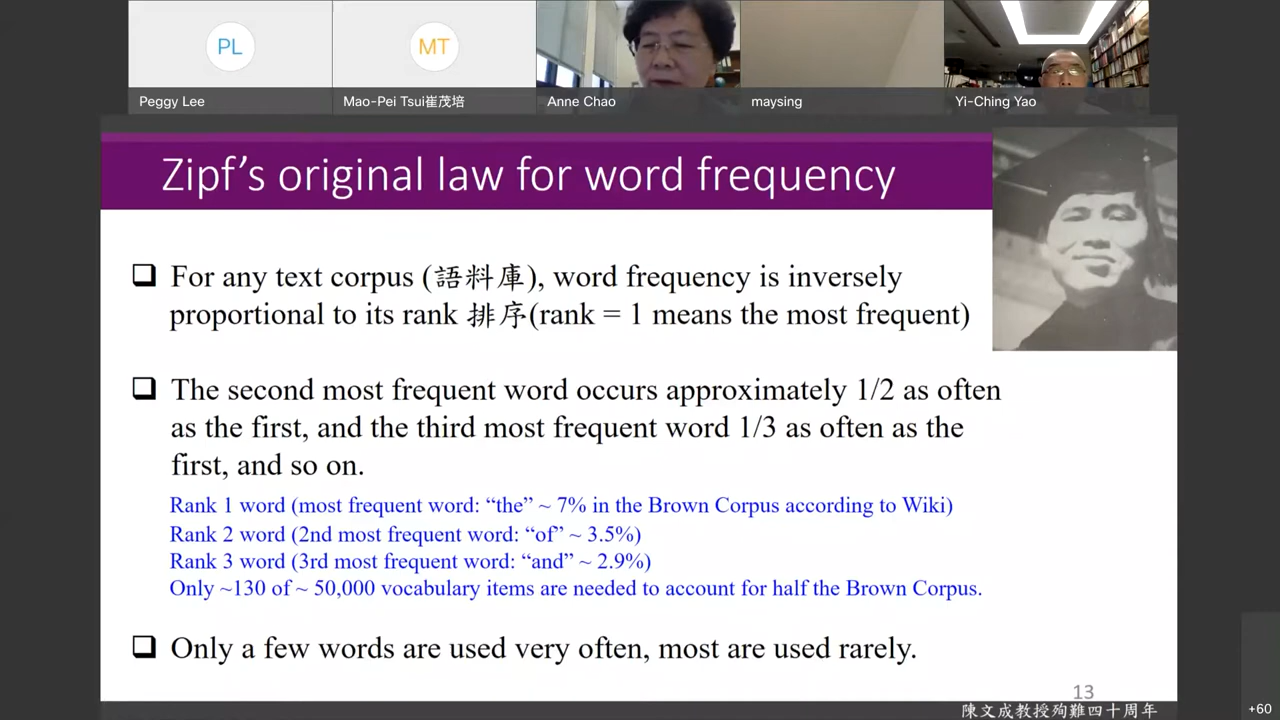 PL
MT
Peggy Lee
Mao-Pei Tsui崔茂培
Anne Chao
maysing
Yi-Ching Yao
Zipf’s original law for word frequency
❑ For any text corpus (語料庫), word frequency is inversely
proportional to its rank 排序(rank = 1 means the most frequent)
❑ The second most frequent word occurs approximately 1/2 as often
as the first, and the third most frequent word 1/3 as often as the
first, and so on.
Rank 1 word (most frequent word: “the” ~ 7% in the Brown Corpus according to Wiki)
Rank 2 word (2nd most frequent word: “of” ~ 3.5%)
Rank 3 word (3rd most frequent word: “and” ~ 2.9%)
Only ~130 of ~ 50,000 vocabulary items are needed to account for half the Brown Corpus.
❑ Only a few words are used very often, most are used rarely.
13
陳文成教授殉難四十周年
+60